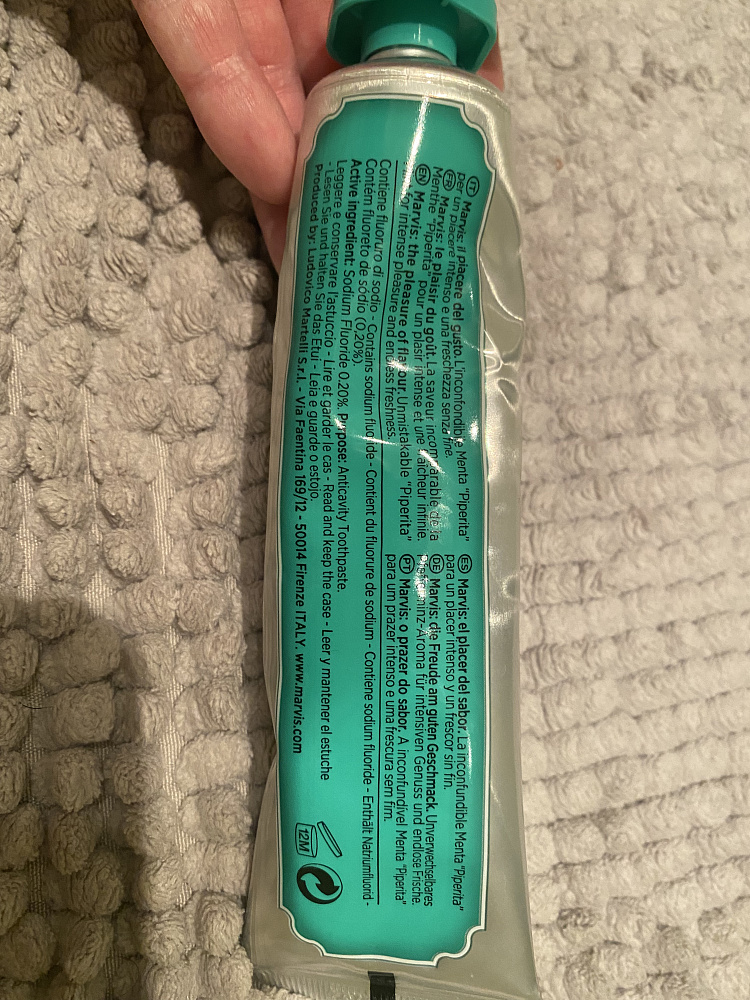 IT Marvis: il piacere del gusto. L'inconfondibile Menta "Piperita"
per un piacere intenso e una freschezza senza fine.
FR Marvis: le plaisir du goût. La saveur incomparable de la
Menthe "Piperita" pour un plaisir intense et une fraîcheur infinie.
EN Marvis: the pleasure of flavour. Unmistakable "Piperita"
for intense pleasure and endless freshness.
ES Marvis: el placer del sabor. La inconfundible Menta "Piperita"
para un placer intenso y un frescor sin fin.
DE Marvis: die Freude am guten Geschmack. Unverwechselbares
Pfefferminz-Aroma für intensiven Genuss und endlose Frische.
PT Marvis: o prazer do sabor. A inconfundível Menta "Piperita"
para um prazer intenso e uma frescura sem fim.
Contiene fluoruro di sodio - Contains sodium fluoride - Contient du fluorure de sodium - Contiene sodium fluoride - Enthält Natriumfluorid -
Contém fluoreto de sódio (0.20%).
Active ingredient: Sodium Fluoride 0.20%. Purpose: Anticavity Toothpaste.
Leggere e conservare l'astuccio - Lire et garder le cas - Read and keep the case - Leer y mantener el estuche
- Lesen Sie und halten Sie das Etui - Leia e guarde o estojo.
Produced by: Ludovico Martelli S.r.l. - Via Faentina 169/12 - 50014 Firenze ITALY. www.marvis.com
12M